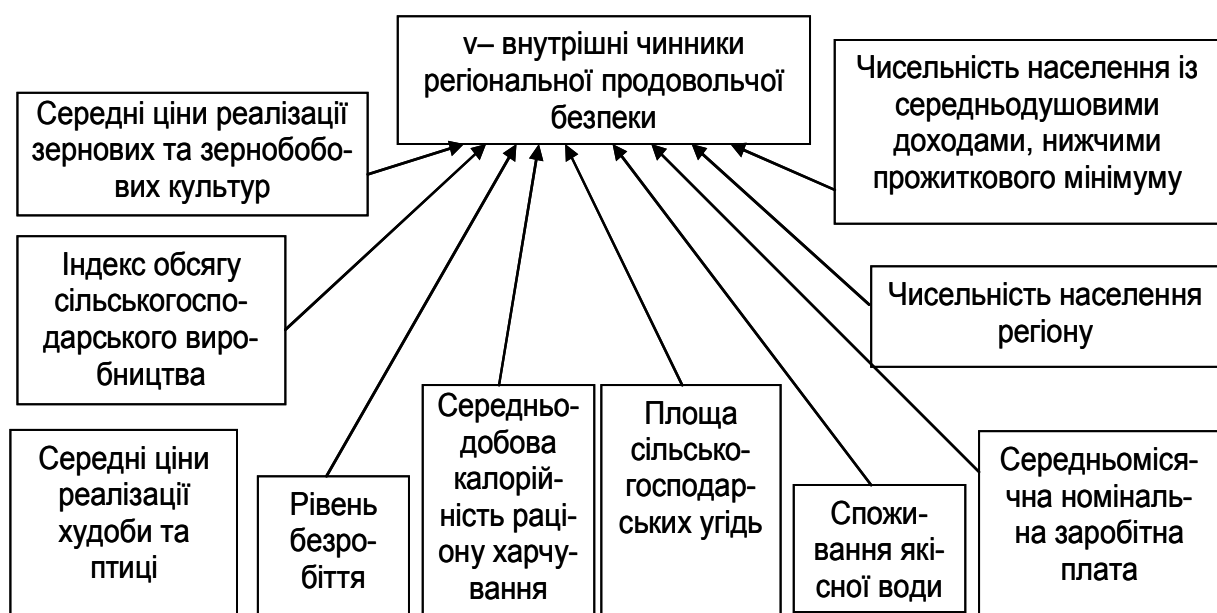 v– внутрішні чинники
регіональної продовольчої
безпеки
Середні ціни реалізації
зернових та зернобобо-
вих культур
Чисельність населення із
середньодушовими
доходами, нижчими
прожиткового мінімуму
Індекс обсягу
сільськогоспо-
дарського виро-
бництва
Чисельність населення
регіону
Середні ціни
реалізації
худоби та
птиці
Рівень
безро-
біття
Середньо-
добова
калорій-
ність раці-
ону харчу-
вання
Площа
сільсько-
господар-
ських угідь
Спожи-
вання які-
сної води
Середньоміся-
чна номіналь-
на заробітна
плата